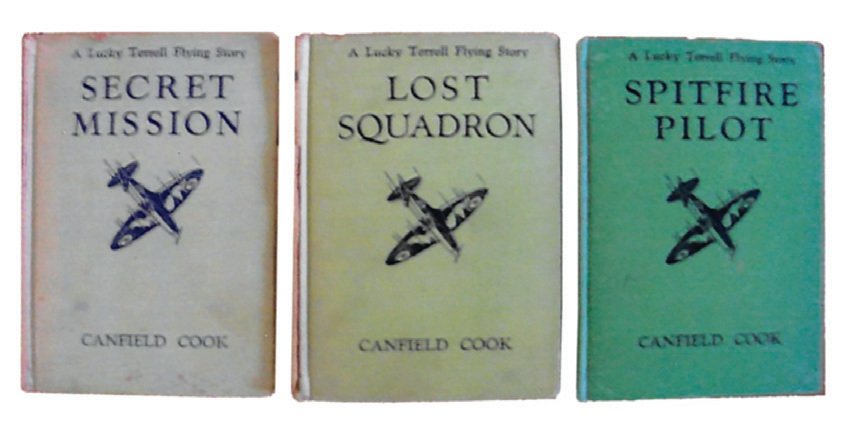 A Lucky Terrell Flying Story
SECRET
MISSION
CANFIELD COOK
A Lucky Terrell Flying Story
LOST
SQUADRON
CANFIELD COOK
A Lucky Terrell Flying Story
SPITFIRE
PILOT
CANFIELD COOK